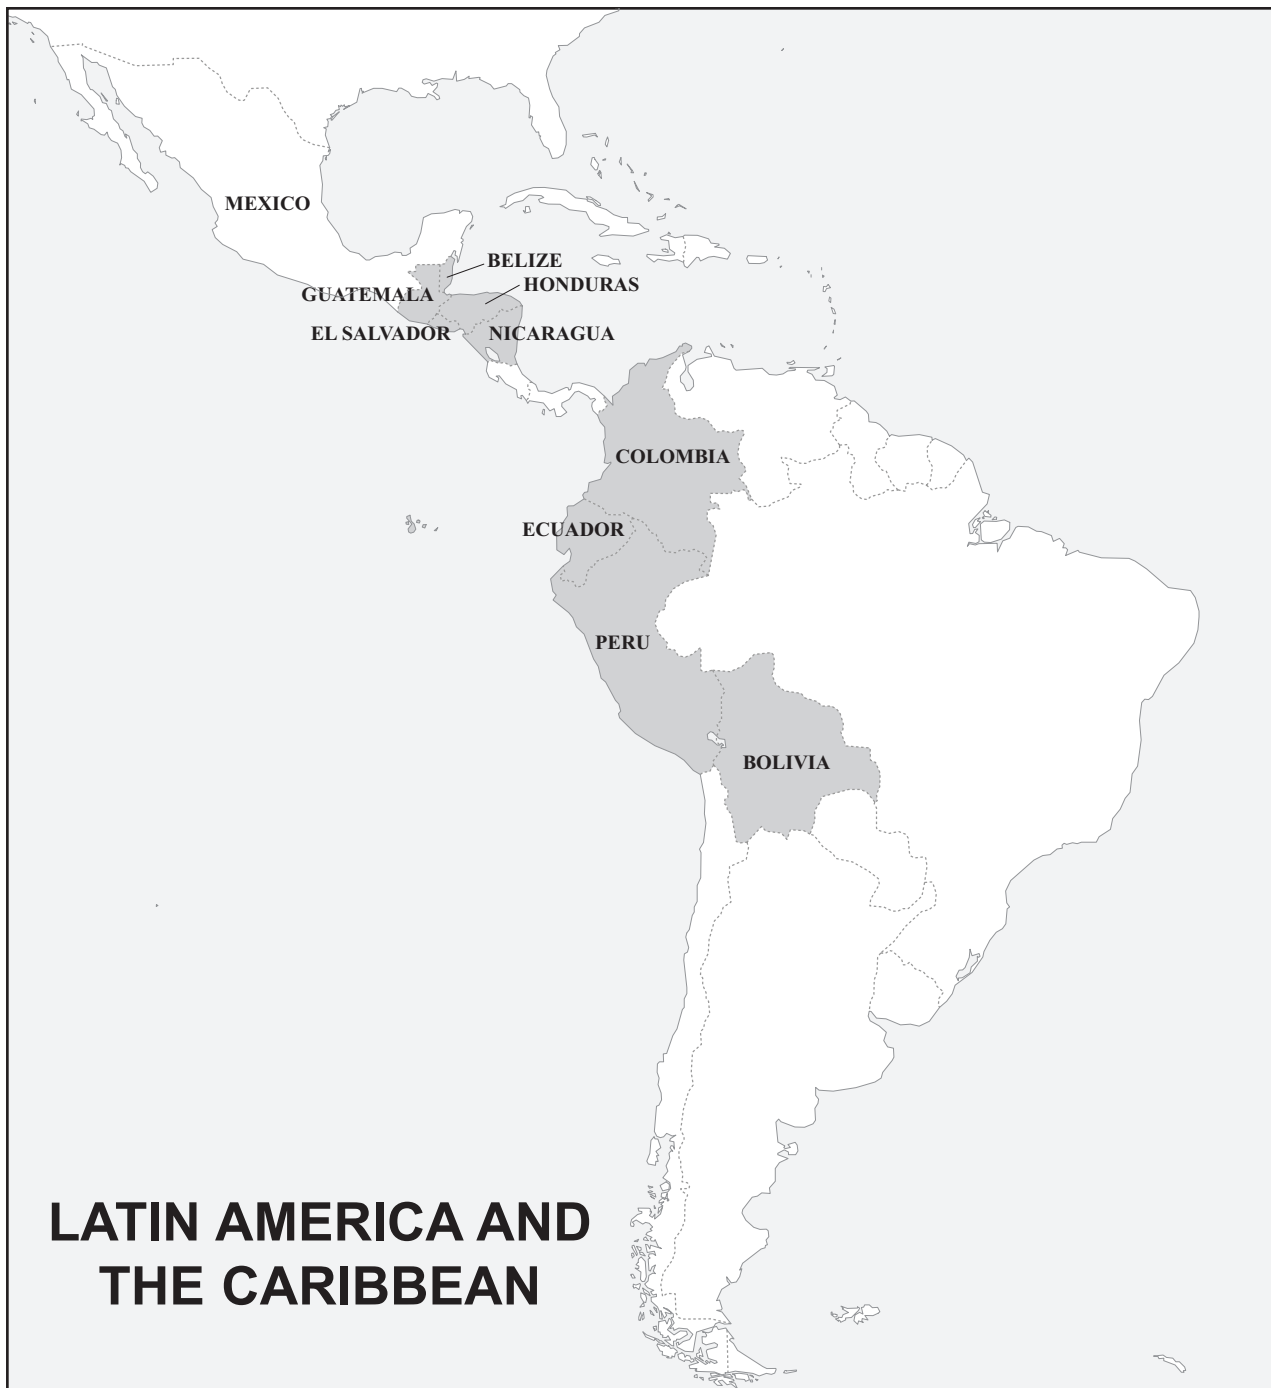 MEXICO
BELIZE
HONDURAS
GUATEMALA
EL SALVADOR
NICARAGUA
COLOMBIA
ECUADOR
PERU
BOLIVIA
LATIN AMERICA AND
THE CARIBBEAN